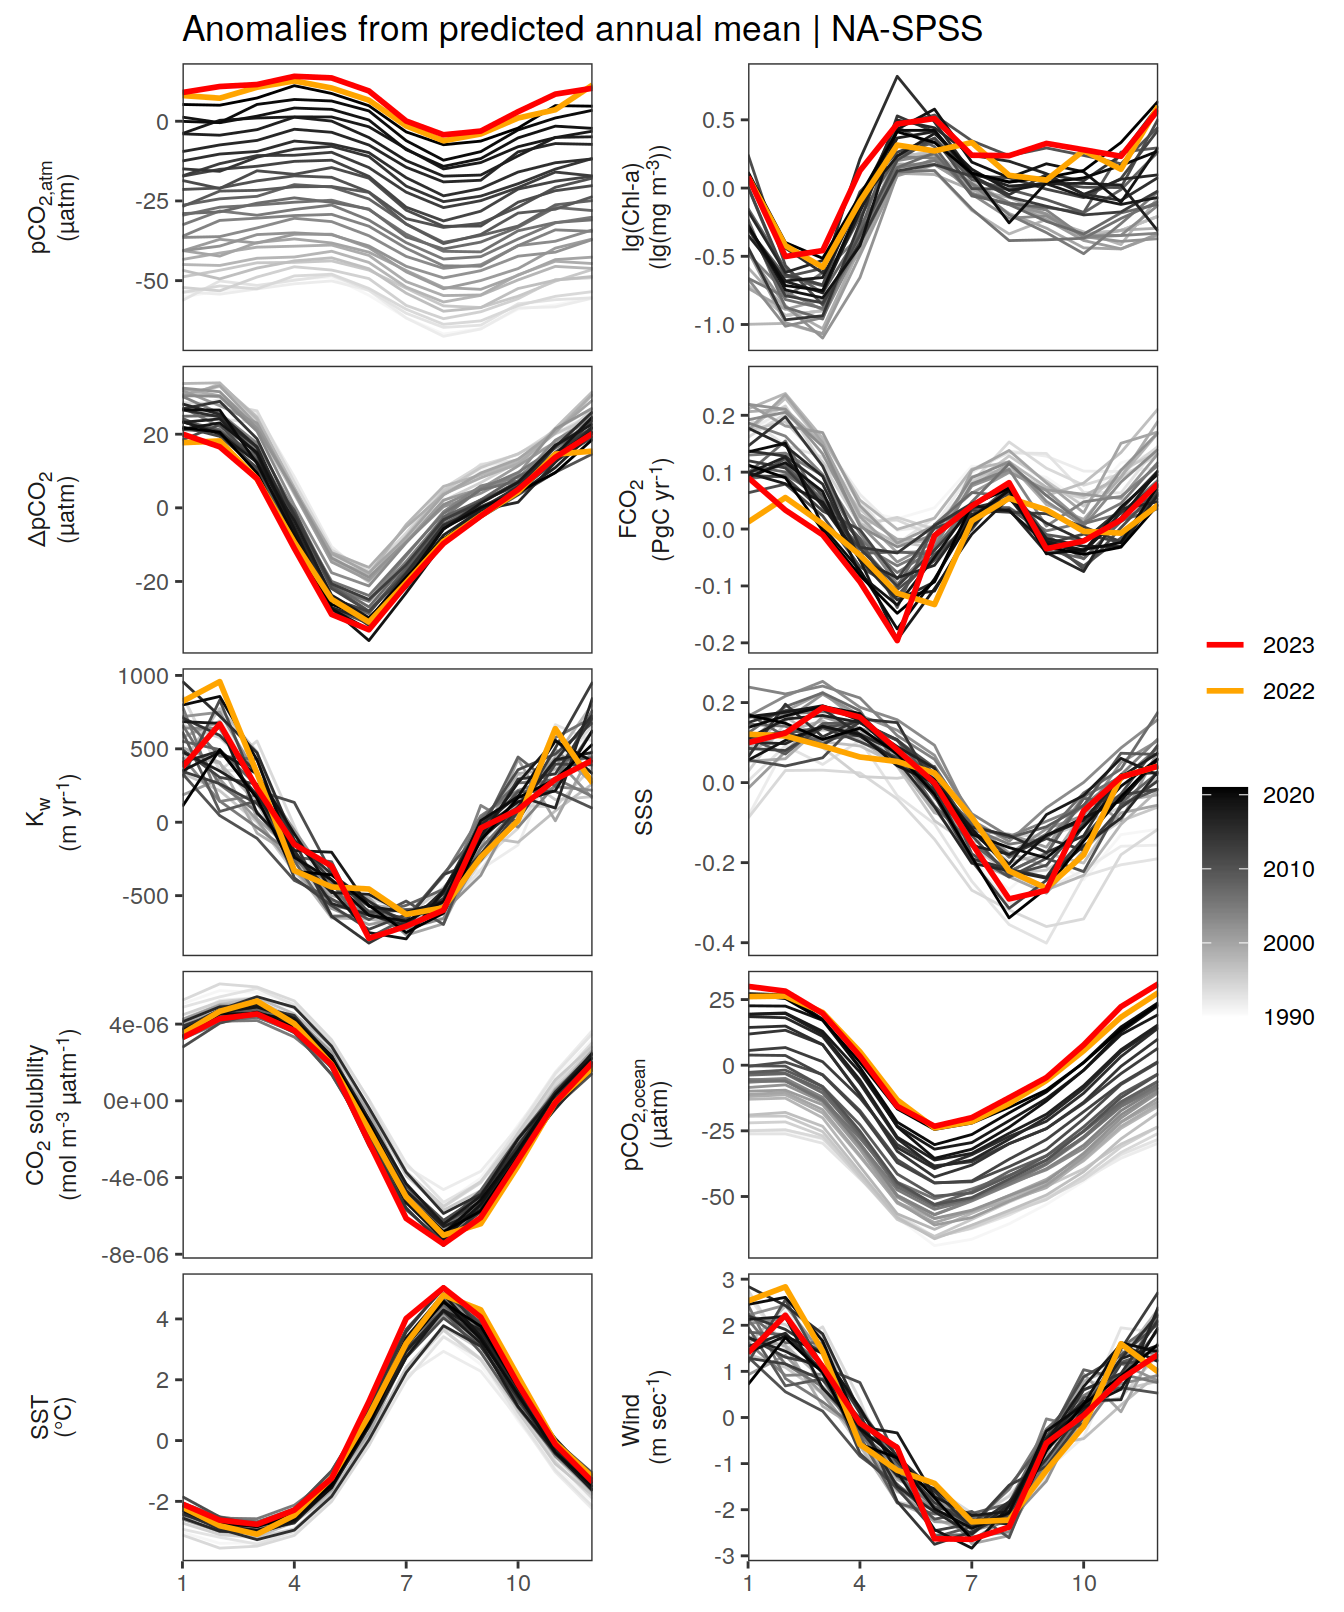 Anomalies from predicted annual mean | NA-SPSS
pCO2,atm
(µatm)
0
-25
-50
lg(Chl-a)
(lg(mg m-3))
0.5
0.0
-0.5
-1.0
ΔpCO2
(µatm)
20
0
-20
FCO2
(PgC yr-1)
0.2
0.1
0.0
-0.1
-0.2
Kw
(m yr-1)
1000
500
0
-500
SSS
0.2
0.0
-0.2
-0.4
CO2 solubility
(mol m-3 µatm-1)
4e-06
0e+00
-4e-06
-8e-06
pCO2,ocean
(µatm)
25
0
-25
-50
SST
(°C)
4
2
0
-2
1 4 7 10
Wind
(m sec-1)
3
2
1
0
-1
-2
-3
1 4 7 10
2023
2022
2020
2010
2000
1990